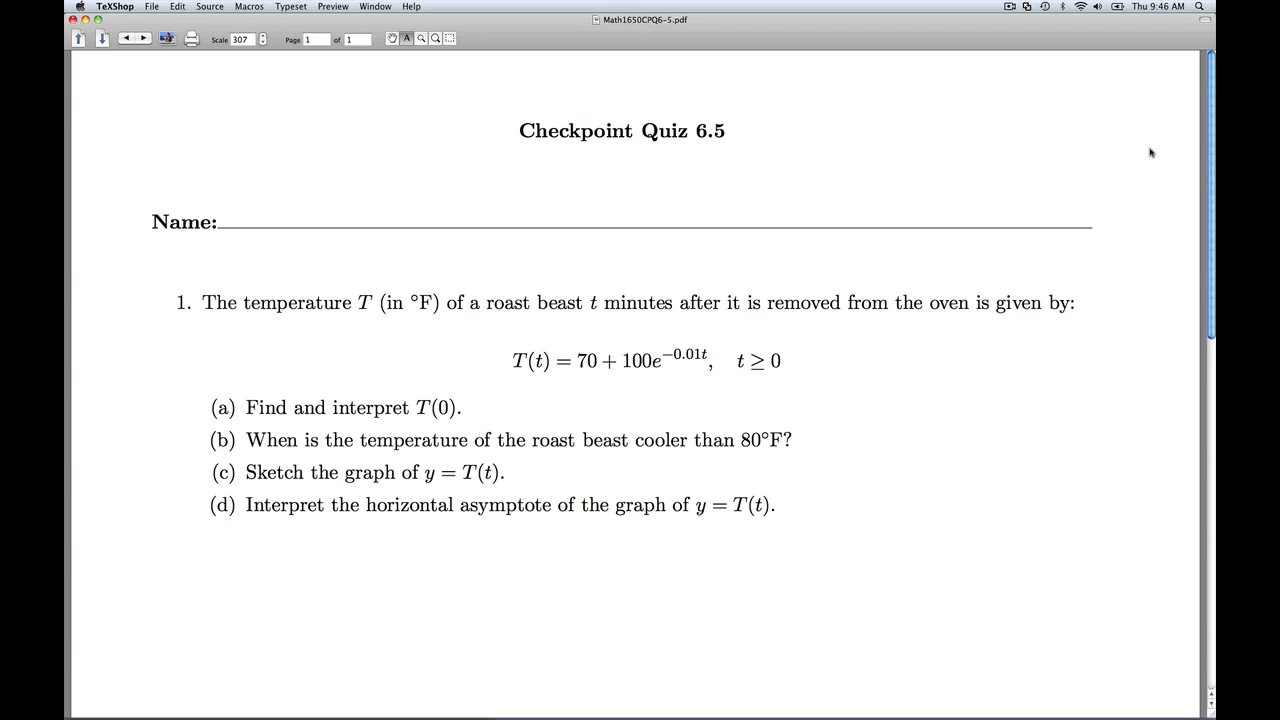 TeXShop File Edit Source Macros Typeset Preview Window Help Thu 9:46 AM
Math1650CPQ6-5.pdf
Scale 307 Page 1 of 1 A
Checkpoint Quiz 6.5
Name:
1. The temperature T (in °F) of a roast beast t minutes after it is removed from the oven is given by:
T(t) = 70 + 100e^{−0.01t}, t ≥ 0
(a) Find and interpret T(0).
(b) When is the temperature of the roast beast cooler than 80°F?
(c) Sketch the graph of y = T(t).
(d) Interpret the horizontal asymptote of the graph of y = T(t).